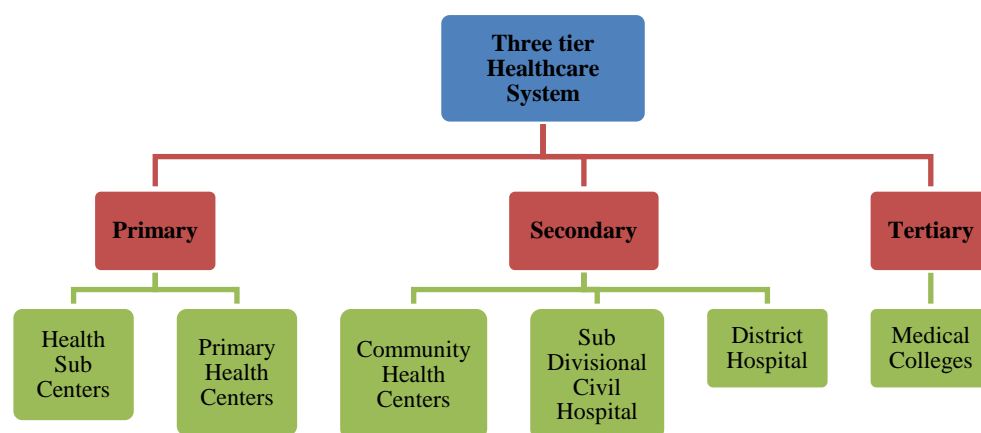 Three tier
Healthcare
System
Primary
Secondary
Tertiary
Health
Sub
Centers
Primary
Health
Centers
Community
Health
Centers
Sub
Divisional
Civil
Hospital
District
Hospital
Medical
Colleges